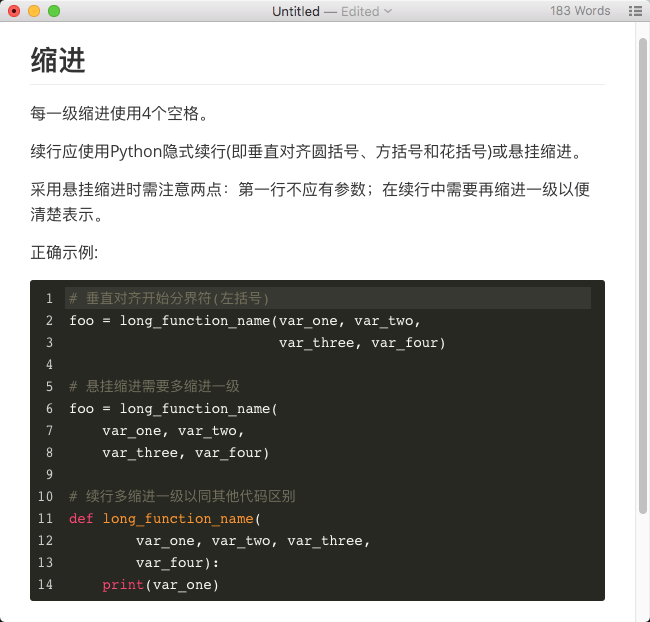 Untitled — Edited
183 Words
缩进
每一级缩进使用4个空格。
续行应使用Python隐式续行(即垂直对齐圆括号、方括号和花括号)或悬挂缩进。
采用悬挂缩进时需注意两点：第一行不应有参数；在续行中需要再缩进一级以便
清楚表示。
正确示例:
1 # 垂直对齐开始分界符(左括号)
2 foo = long_function_name(var_one, var_two,
3                          var_three, var_four)
4
5 # 悬挂缩进需要多缩进一级
6 foo = long_function_name(
7     var_one, var_two,
8     var_three, var_four)
9
10 # 续行多缩进一级以同其他代码区别
11 def long_function_name(
12         var_one, var_two, var_three,
13         var_four):
14     print(var_one)